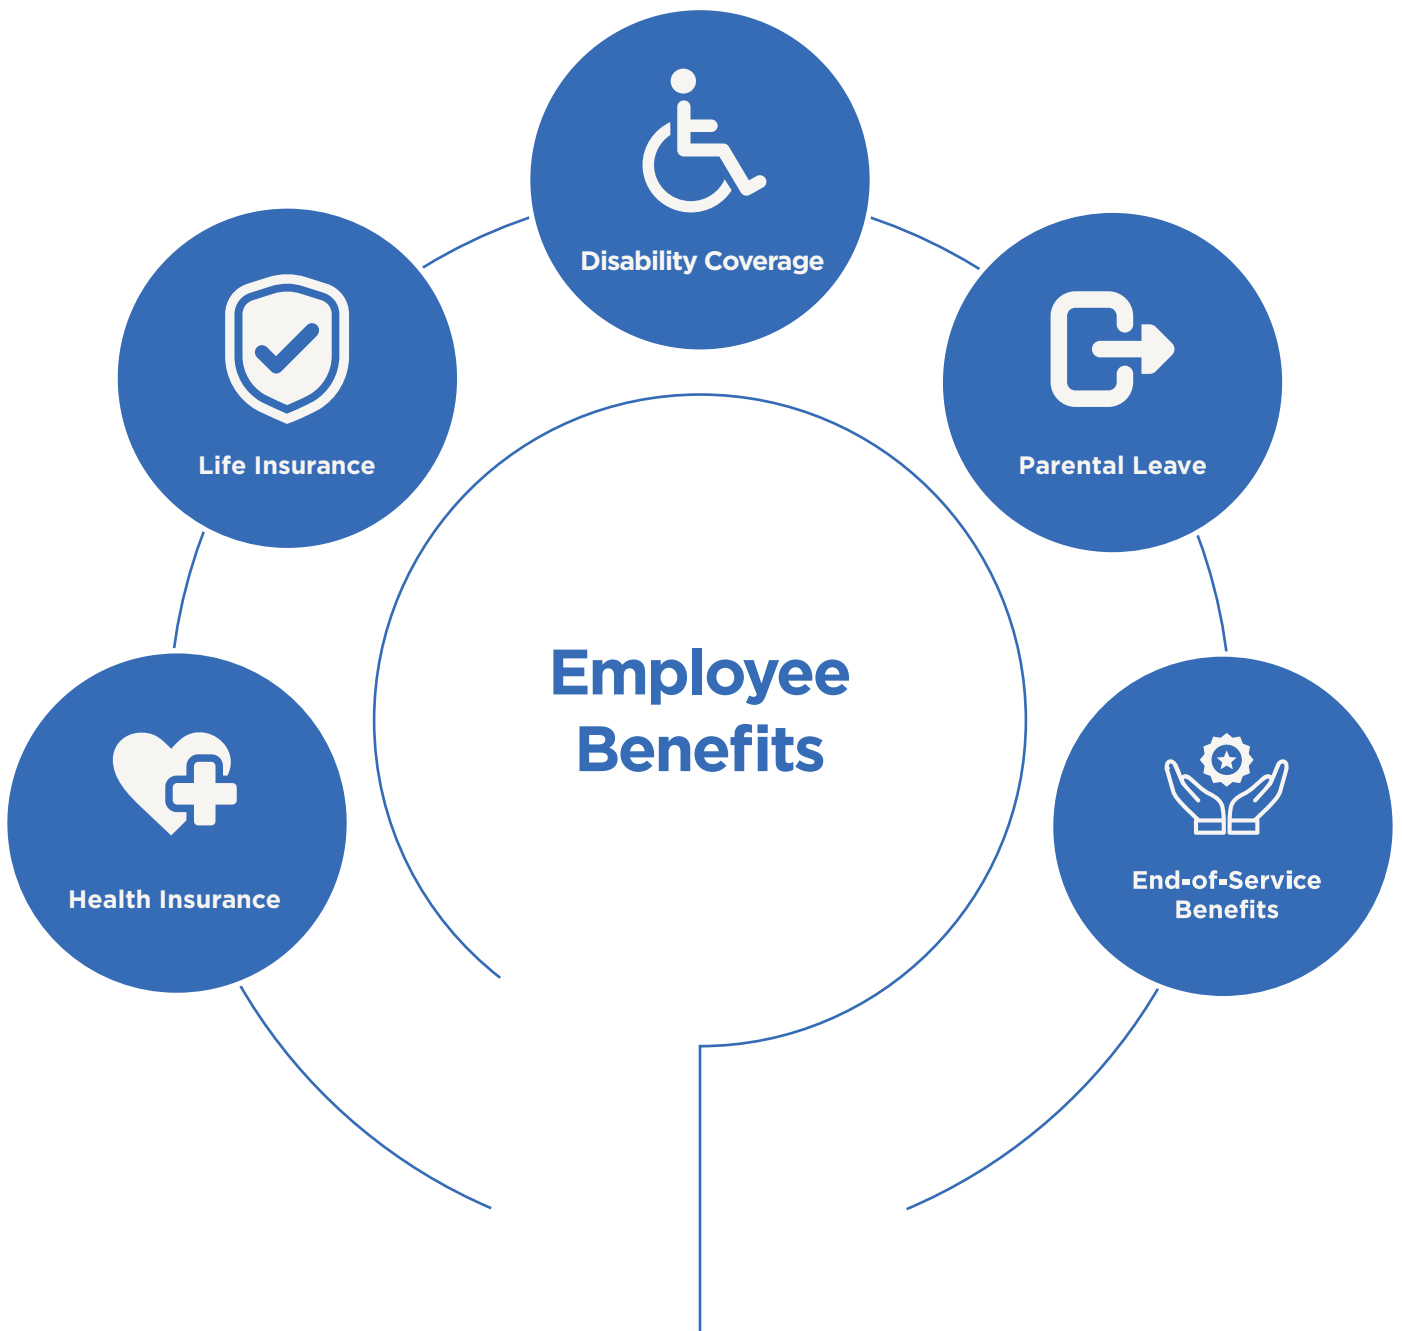 Disability Coverage
Life Insurance
Parental Leave
Employee
Benefits
Health Insurance
End-of-Service
Benefits